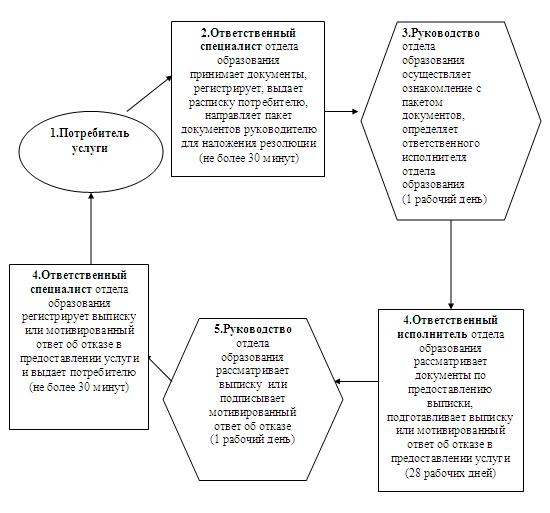 1.Потребитель
услуги
2.Ответственный
специалист отдела
образования
принимает документы,
регистрирует, выдает
расписку потребителю,
направляет пакет
документов руководителю
для наложения резолюции
(не более 30 минут)
3.Руководство
отдела
образования
осуществляет
ознакомление с
пакетом
документов,
определяет
ответственного
исполнителя
отдела
образования
(1 рабочий день)
4.Ответственный
исполнитель отдела
образования
рассматривает
документы по
предоставлению
выписки,
подготавливает выписку
или мотивированный
ответ об отказе в
предоставлении услуги
(28 рабочих дней)
5.Руководство
отдела
образования
рассматривает
выписку или
подписывает
мотивированный
ответ об отказе
(1 рабочий день)
4.Ответственный
специалист отдела
образования
регистрирует выписку
или мотивированный
ответ об отказе в
предоставлении услуги
и выдает потребителю
(не более 30 минут)